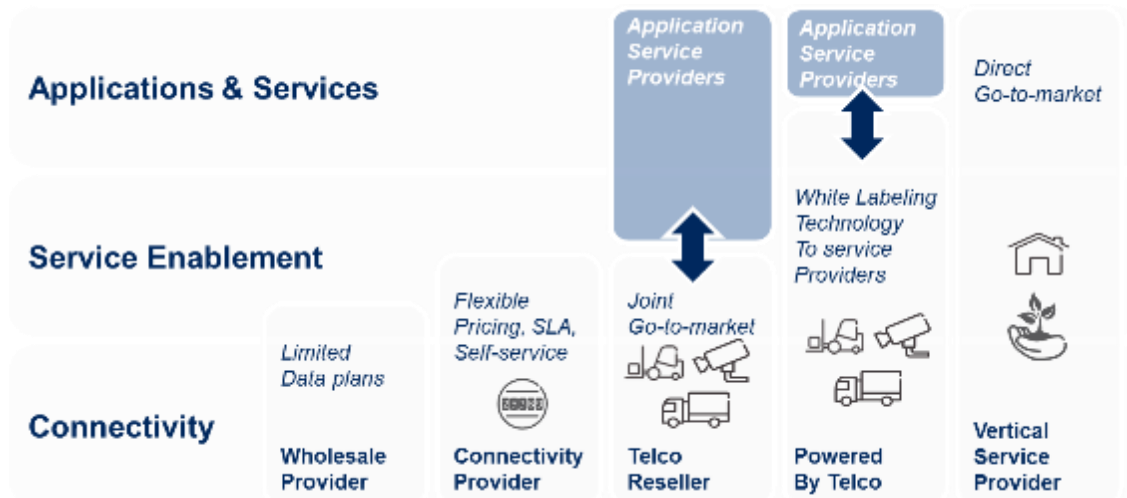 Applications & Services
Application
Service
Providers
Application
Service
Providers
Direct
Go-to-market
Service Enablement
White Labeling
Technology
To service
Providers
Flexible
Pricing, SLA,
Self-service
Joint
Go-to-market
Limited
Data plans
Connectivity
Wholesale
Provider
Connectivity
Provider
Telco
Reseller
Powered
By Telco
Vertical
Service
Provider